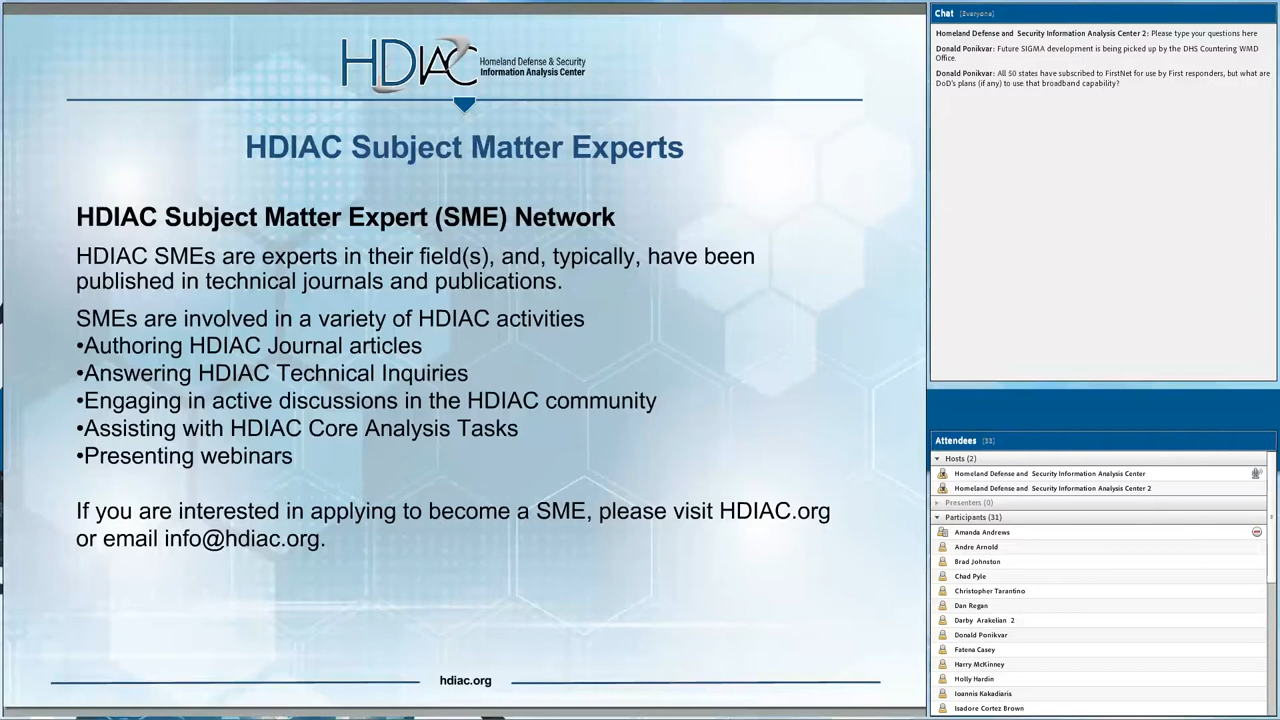 HDIAC Homeland Defense & Security
Information Analysis Center
HDIAC Subject Matter Experts
HDIAC Subject Matter Expert (SME) Network
HDIAC SMEs are experts in their field(s), and, typically, have been
published in technical journals and publications.
SMEs are involved in a variety of HDIAC activities
•Authoring HDIAC Journal articles
•Answering HDIAC Technical Inquiries
•Engaging in active discussions in the HDIAC community
•Assisting with HDIAC Core Analysis Tasks
•Presenting webinars
If you are interested in applying to become a SME, please visit HDIAC.org
or email info@hdiac.org.
hdiac.org
Chat [Everyone]
Homeland Defense and Security Information Analysis Center 2: Please type your questions here
Donald Ponikvar: Future SIGMA development is being picked up by the DHS Countering WMD
Office.
Donald Ponikvar: All 50 states have subscribed to FirstNet for use by First responders, but what are
DoD's plans (if any) to use that broadband capability?
Attendees (33)
Hosts (2)
Homeland Defense and Security Information Analysis Center
Homeland Defense and Security Information Analysis Center 2
Presenters (0)
Participants (31)
Amanda Andrews
Andre Arnold
Brad Johnston
Chad Pyle
Christopher Tarantino
Dan Regan
Darby Arakelian 2
Donald Ponikvar
Fatena Casey
Harry McKinney
Holly Hardin
Ioannis Kakadiaris
Isadore Cortez Brown